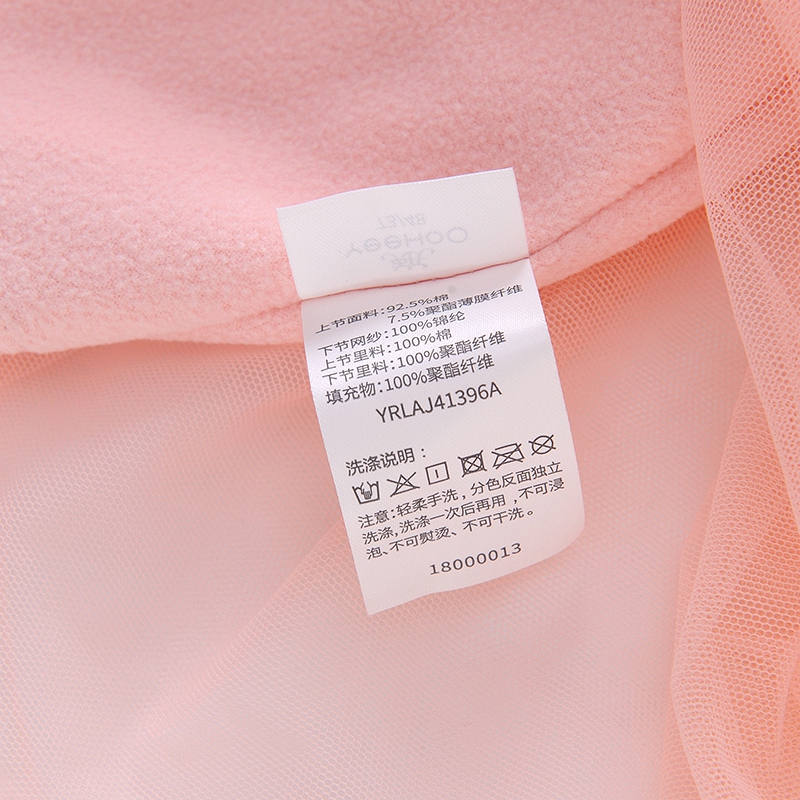 73/48
YeeHoO
上节面料:92.5%棉
7.5%聚酯薄膜纤维
下节网纱:100%锦纶
上节里料:100%棉
下节里料:100%聚酯纤维
填充物:100%聚酯纤维
YRLAJ41396A
洗涤说明:
注意:轻柔手洗,分色反面独立
洗涤,洗涤一次后再用,不可浸
泡、不可熨烫、不可干洗。
18000013